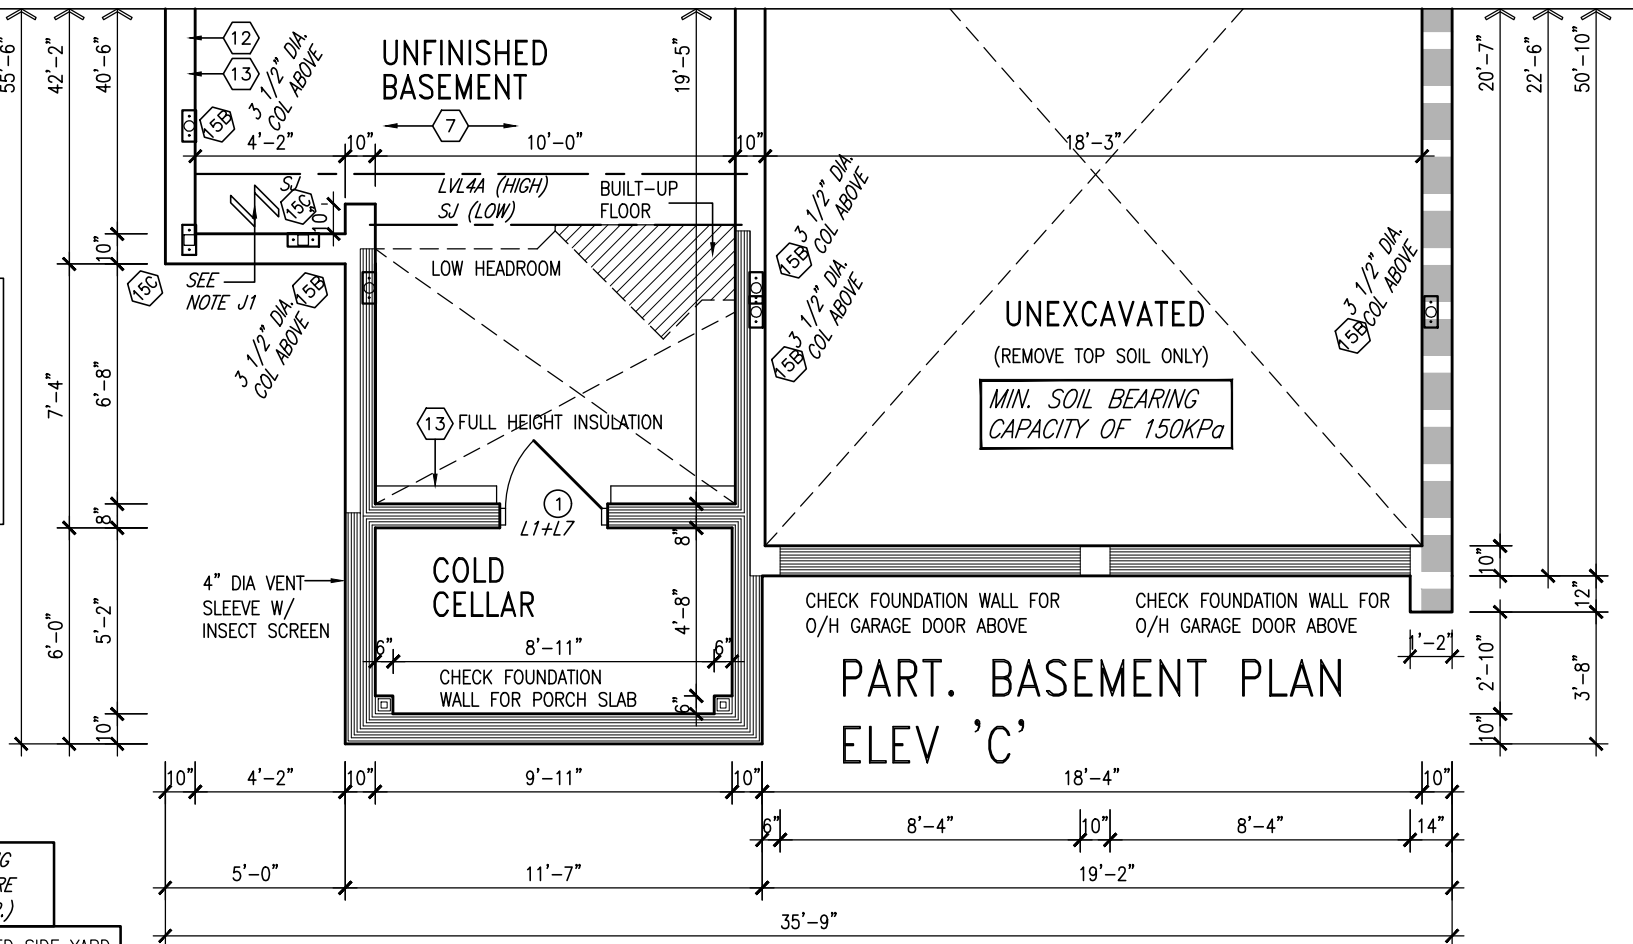 55'-6"
42'-2"
40'-6"
12
13
3 1/2" DIA.
COL ABOVE
15B
UNFINISHED
BASEMENT
7
19'-5"
20'-7"
22'-6"
50'-10"
4'-2"
10"
10'-0"
10"
18'-3"
SJ
15C
10"
LVL4A (HIGH)
SJ (LOW)
BUILT-UP
FLOOR
15B
3 1/2" DIA.
COL ABOVE
10"
15C
SEE
NOTE J1
15B
3 1/2" DIA.
COL ABOVE
LOW HEADROOM
15B
3 1/2" DIA.
COL ABOVE
UNEXCAVATED
(REMOVE TOP SOIL ONLY)
MIN. SOIL BEARING
CAPACITY OF 150KPa
15B
3 1/2" DIA.
COL ABOVE
7'-4"
6'-8"
13
FULL HEIGHT INSULATION
8"
1
L1+L7
8"
10"
4" DIA VENT
SLEEVE W/
INSECT SCREEN
COLD
CELLAR
4'-8"
CHECK FOUNDATION WALL FOR
O/H GARAGE DOOR ABOVE
CHECK FOUNDATION WALL FOR
O/H GARAGE DOOR ABOVE
12"
6'-0"
5'-2"
6"
8'-11"
6"
1'-2"
2'-10"
3'-8"
CHECK FOUNDATION
WALL FOR PORCH SLAB
6"
10"
10"
PART. BASEMENT PLAN
ELEV 'C'
10"
4'-2"
10"
9'-11"
10"
18'-4"
10"
6"
8'-4"
10"
8'-4"
14"
5'-0"
11'-7"
19'-2"
35'-9"